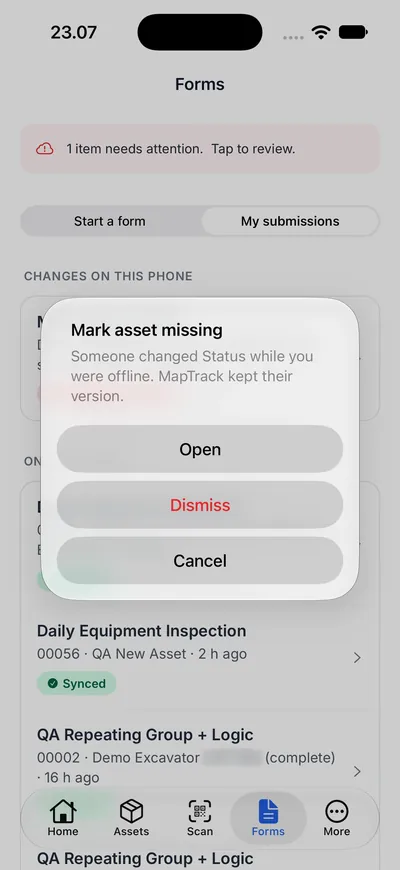 23.07
Forms
1 item needs attention. Tap to review.
Start a form
My submissions
CHANGES ON THIS PHONE
Mark asset missing
Someone changed Status while you
were offline. MapTrack kept their
version.
Open
Dismiss
Cancel
Daily Equipment Inspection
00056 · QA New Asset · 2 h ago
Synced
QA Repeating Group + Logic
00002 · Demo Excavator (complete)
· 16 h ago
Home
Assets
Scan
Forms
More
QA Repeating Group + Logic